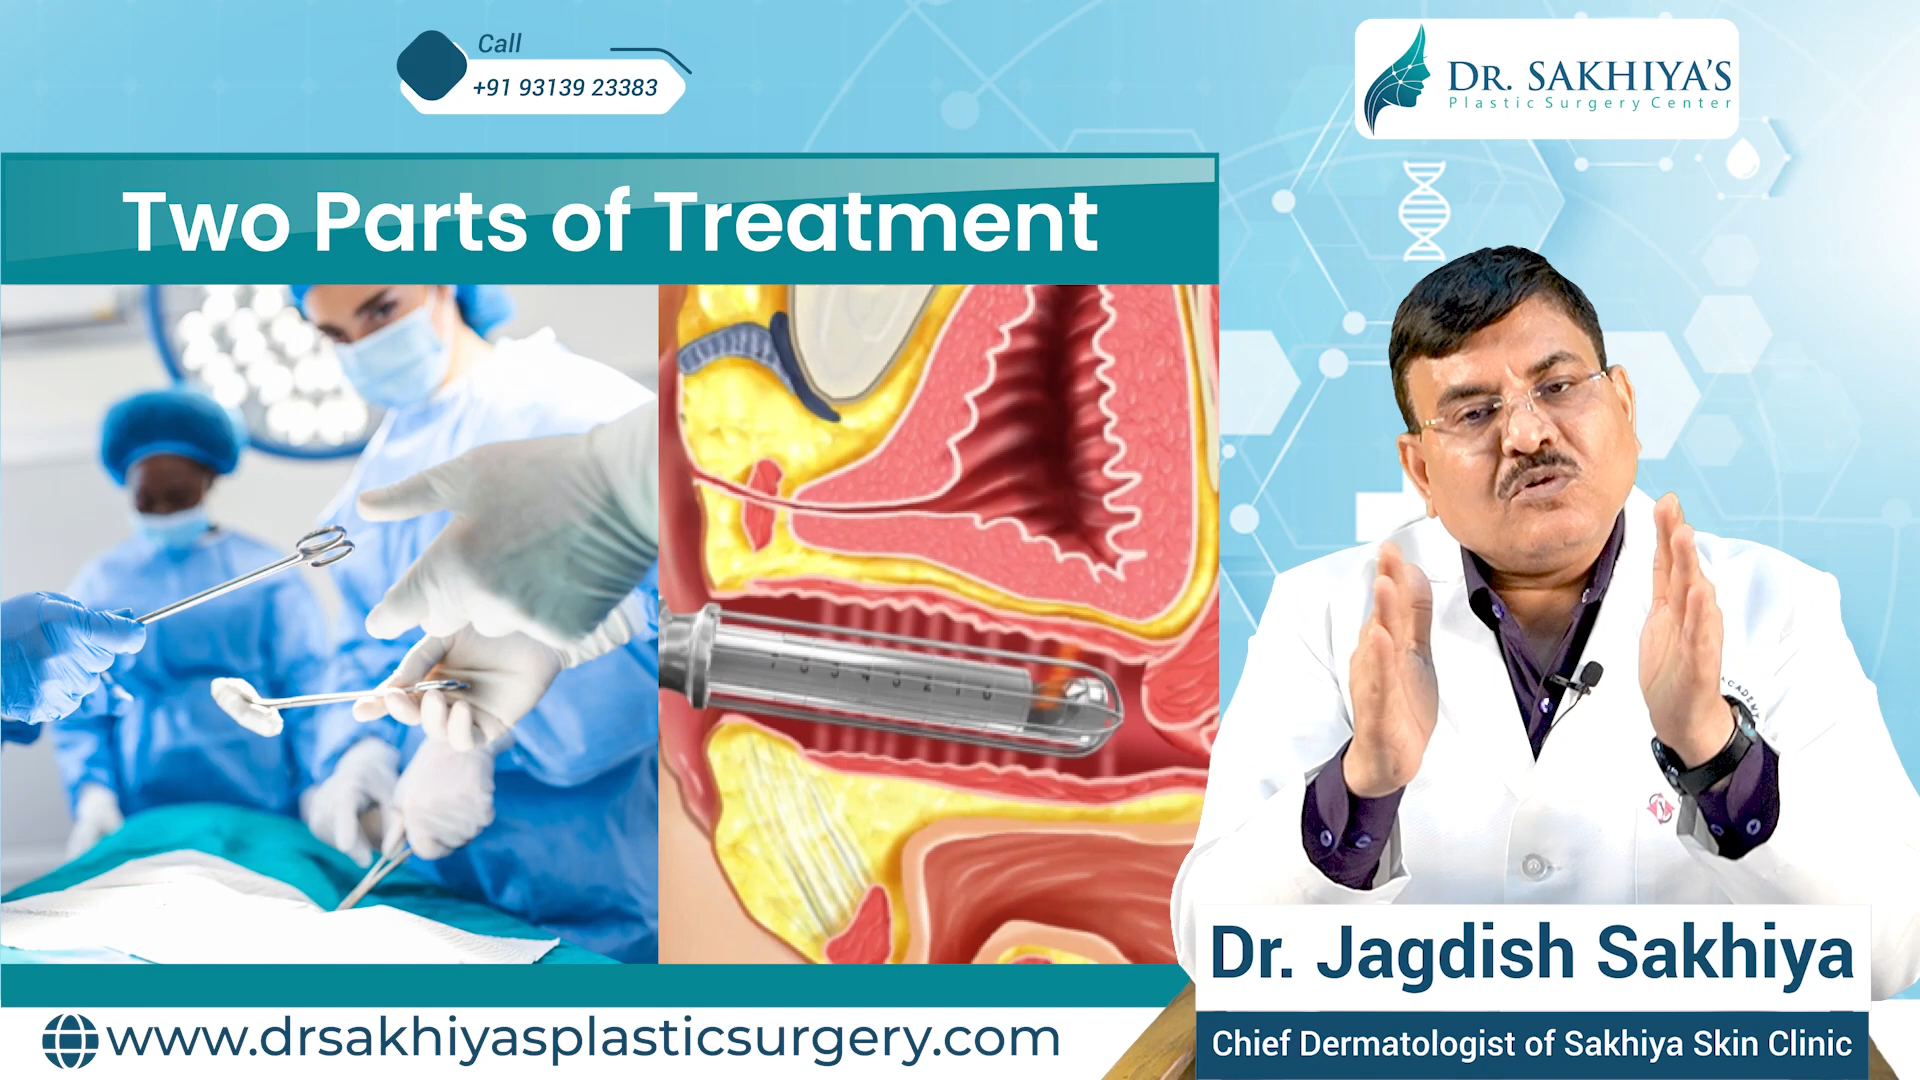 Call
+91 93139 23383
DR. SAKHIYA'S
Plastic Surgery Center
Two Parts of Treatment
ACADEMY
Dr. Jagdish Sakhiya
Chief Dermatologist of Sakhiya Skin Clinic
www.drsakhiyasplasticsurgery.com